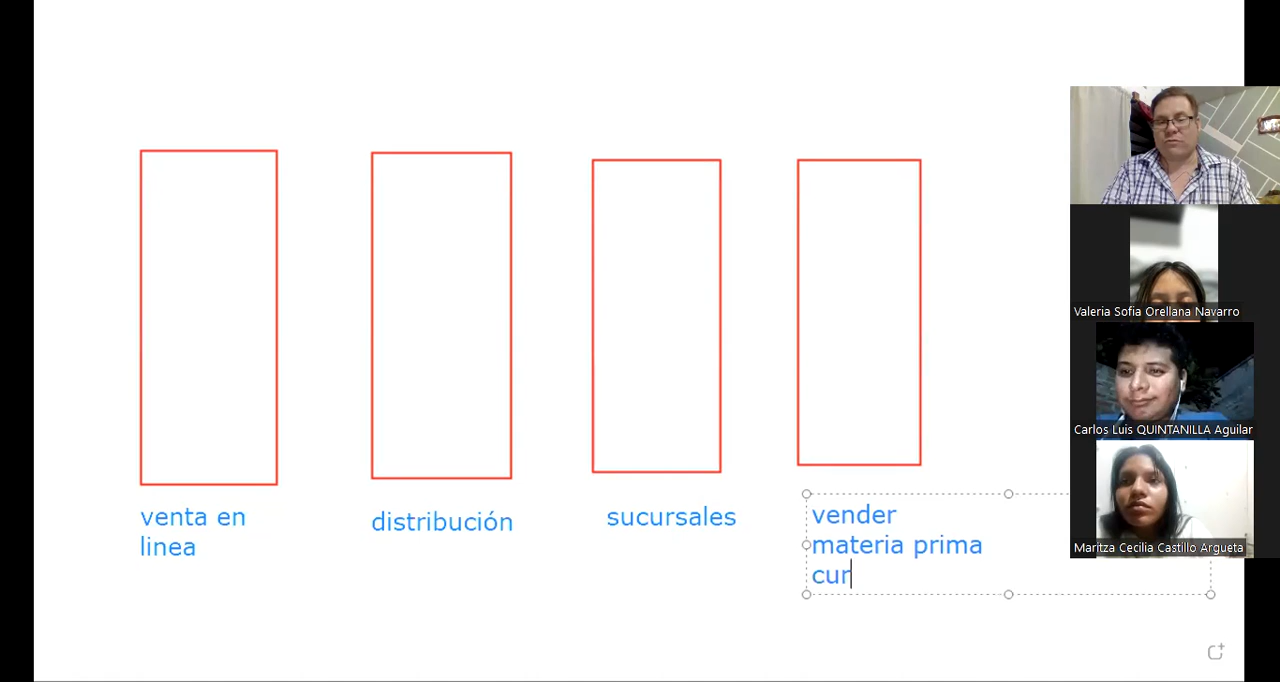 venta en
linea
distribución
sucursales
vender
materia prima
cur
Valeria Sofia Orellana Navarro
Carlos Luis QUINTANILLA Aguilar
Maritza Cecilia Castillo Argueta